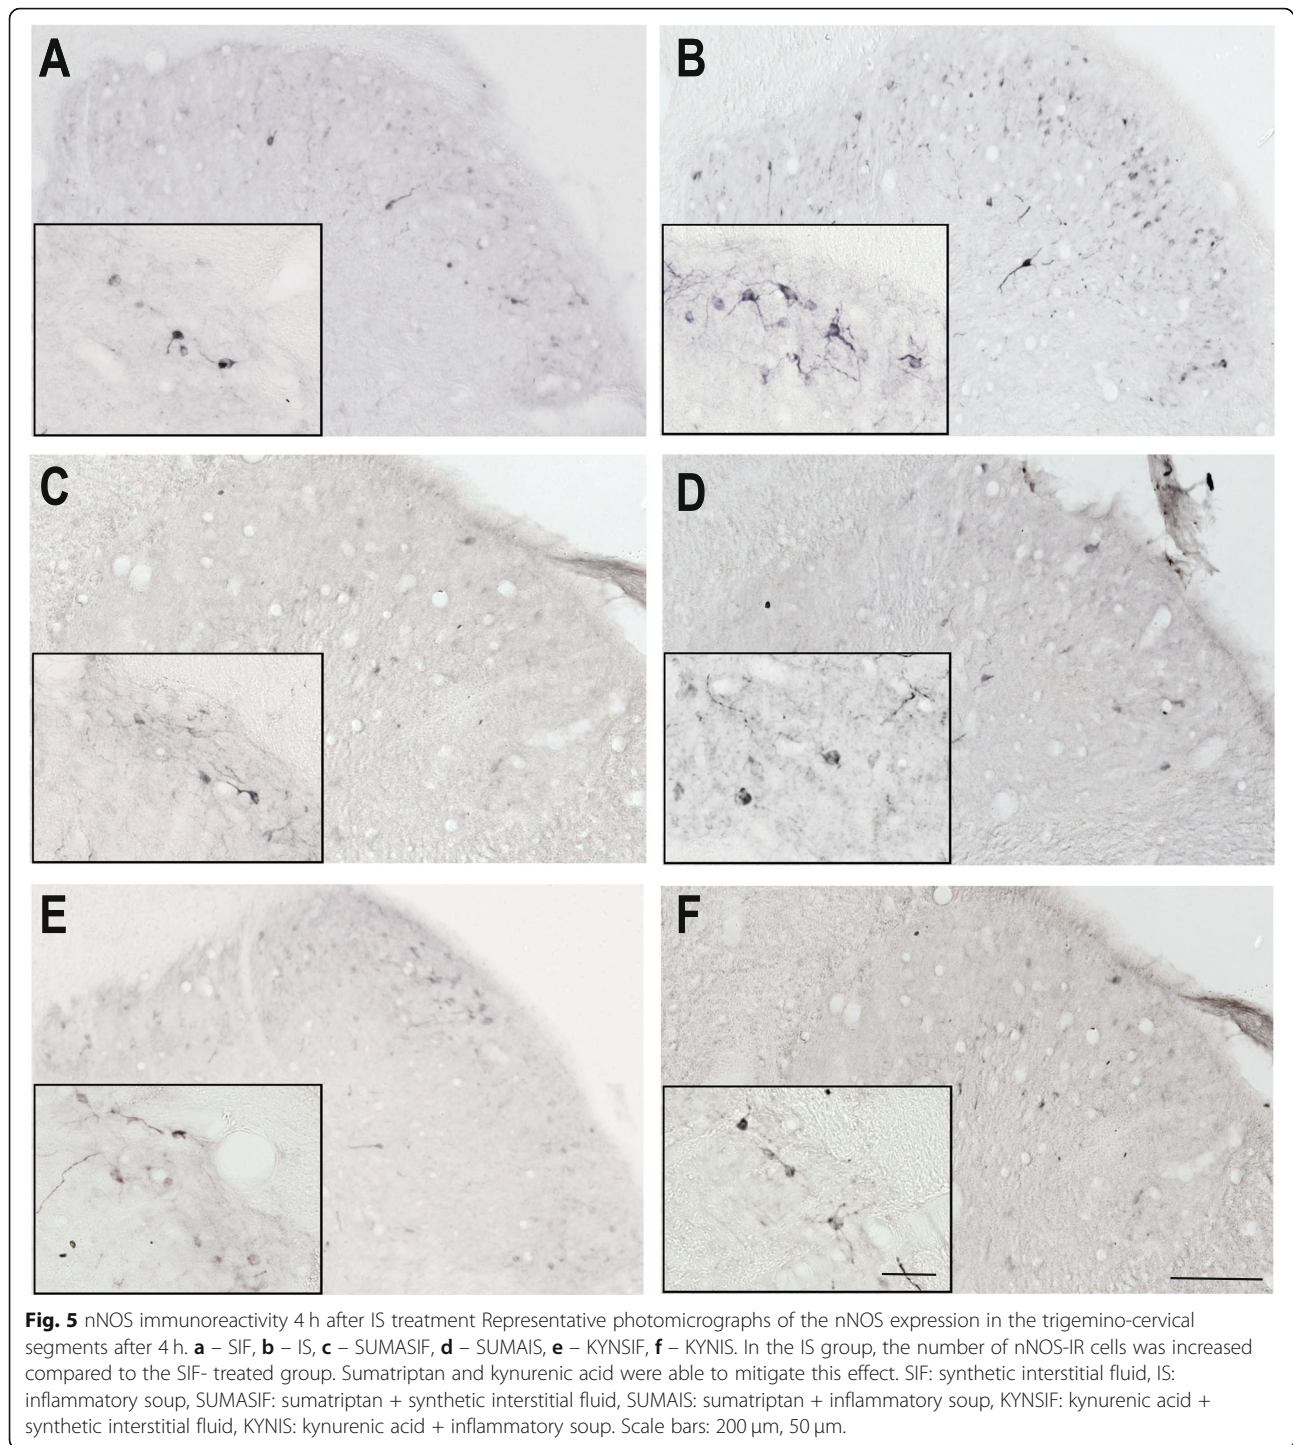 A
B
C
D
E
F
Fig. 5 nNOS immunoreactivity 4 h after IS treatment Representative photomicrographs of the nNOS expression in the trigemino-cervical
segments after 4 h. a – SIF, b – IS, c – SUMASIF, d – SUMAIS, e – KYNSIF, f – KYNIS. In the IS group, the number of nNOS-IR cells was increased
compared to the SIF- treated group. Sumatriptan and kynurenic acid were able to mitigate this effect. SIF: synthetic interstitial fluid, IS:
inflammatory soup, SUMASIF: sumatriptan + synthetic interstitial fluid, SUMAIS: sumatriptan + inflammatory soup, KYNSIF: kynurenic acid +
synthetic interstitial fluid, KYNIS: kynurenic acid + inflammatory soup. Scale bars: 200 μm, 50 μm.